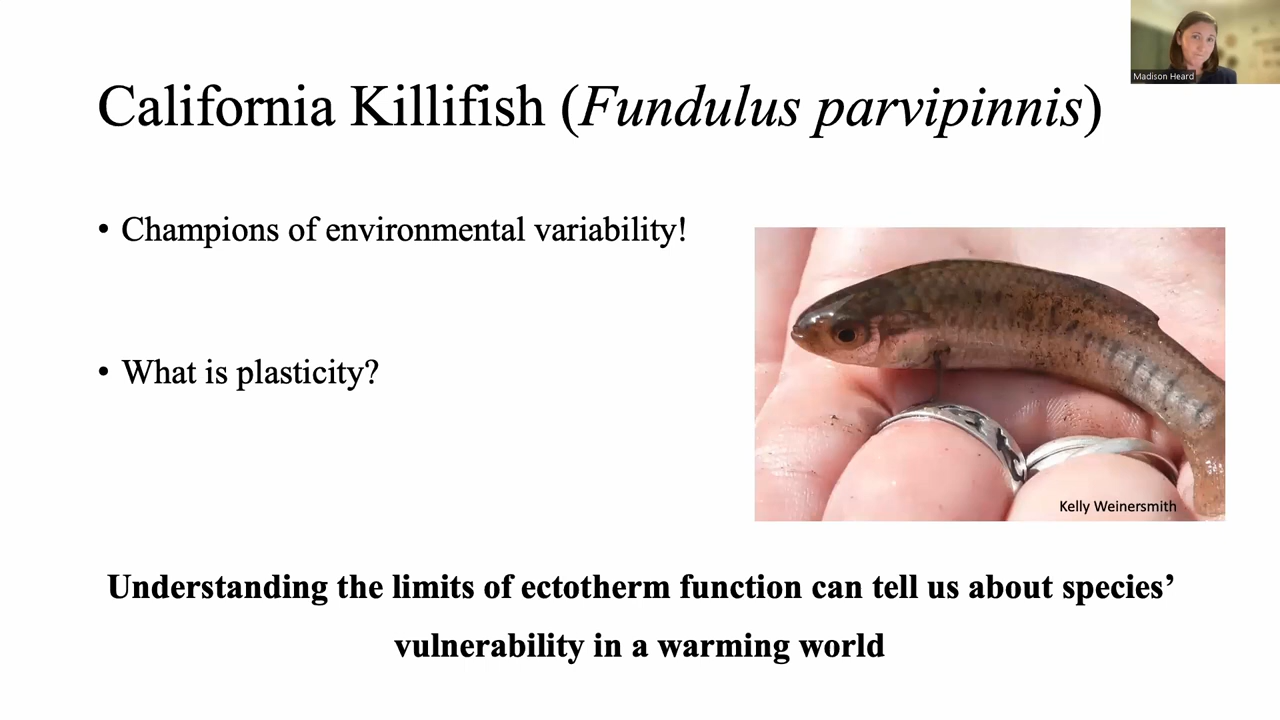 Madison Heard
California Killifish (Fundulus parvipinnis)
• Champions of environmental variability!
• What is plasticity?
Kelly Weinersmith
Understanding the limits of ectotherm function can tell us about species’
vulnerability in a warming world